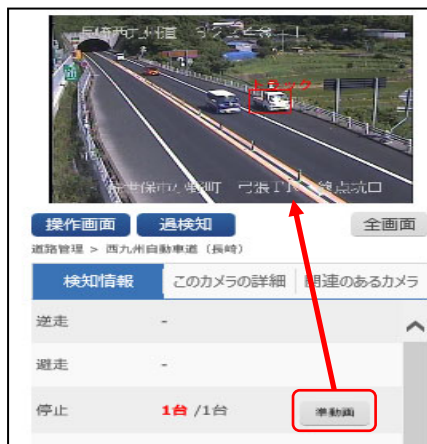 トラック
操作画面 過検知 全画面
道路管理 > 西九州自動車道（長崎）
検知情報 このカメラの詳細 関連のあるカメラ
逆走 -
避走 -
停止 1台 /1台 準動画